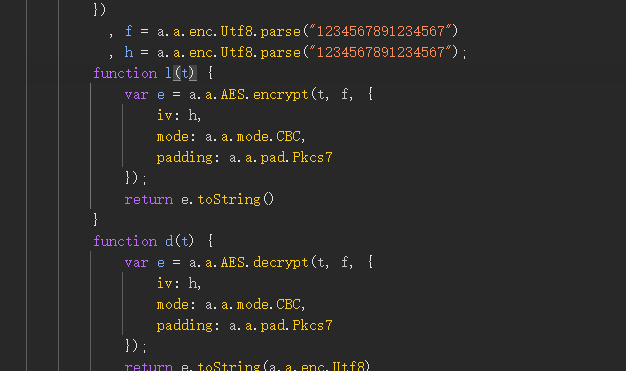 })
, f = a.a.enc.Utf8.parse("1234567891234567")
, h = a.a.enc.Utf8.parse("1234567891234567");
function l(t) {
var e = a.a.AES.encrypt(t, f, {
iv: h,
mode: a.a.mode.CBC,
padding: a.a.pad.Pkcs7
});
return e.toString()
}
function d(t) {
var e = a.a.AES.decrypt(t, f, {
iv: h,
mode: a.a.mode.CBC,
padding: a.a.pad.Pkcs7
});
return e.toString(a.a.enc.Utf8)